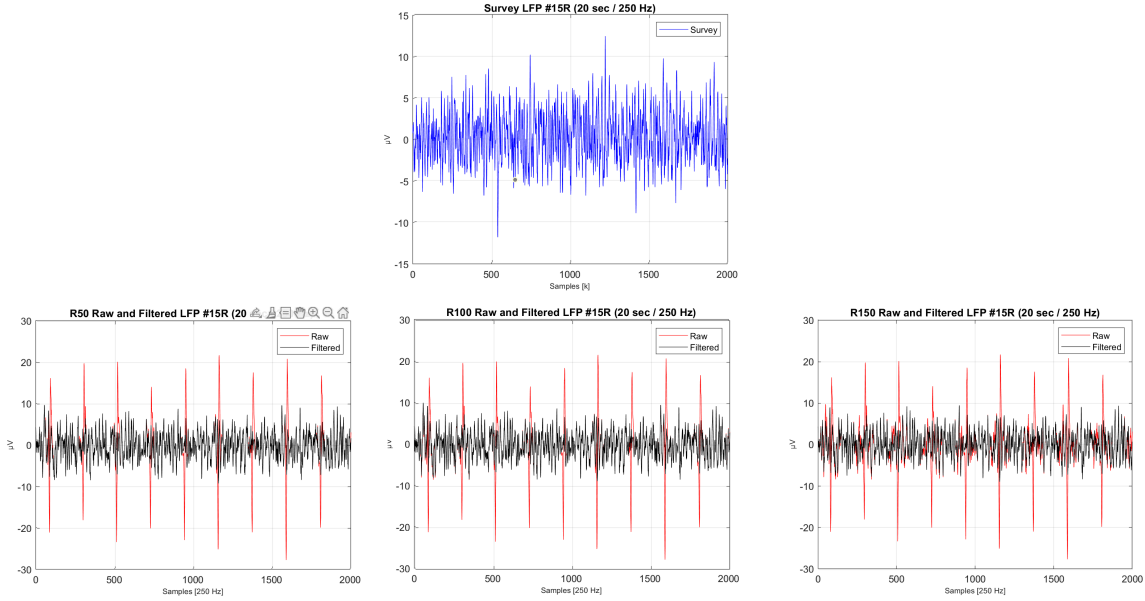 Survey LFP #15R (20 sec / 250 Hz)
15
10
5
0
-5
-10
-15
µV
Survey
0
500
1000
1500
2000
Samples [k]
R50 Raw and Filtered LFP #15R (20
30
20
10
0
-10
-20
-30
µV
Raw
Filtered
0
500
1000
1500
2000
Samples [250 Hz]
R100 Raw and Filtered LFP #15R (20 sec / 250 Hz)
30
20
10
0
-10
-20
-30
µV
Raw
Filtered
0
500
1000
1500
2000
Samples [250 Hz]
R150 Raw and Filtered LFP #15R (20 sec / 250 Hz)
30
20
10
0
-10
-20
-30
µV
Raw
Filtered
0
500
1000
1500
2000
Samples [250 Hz]